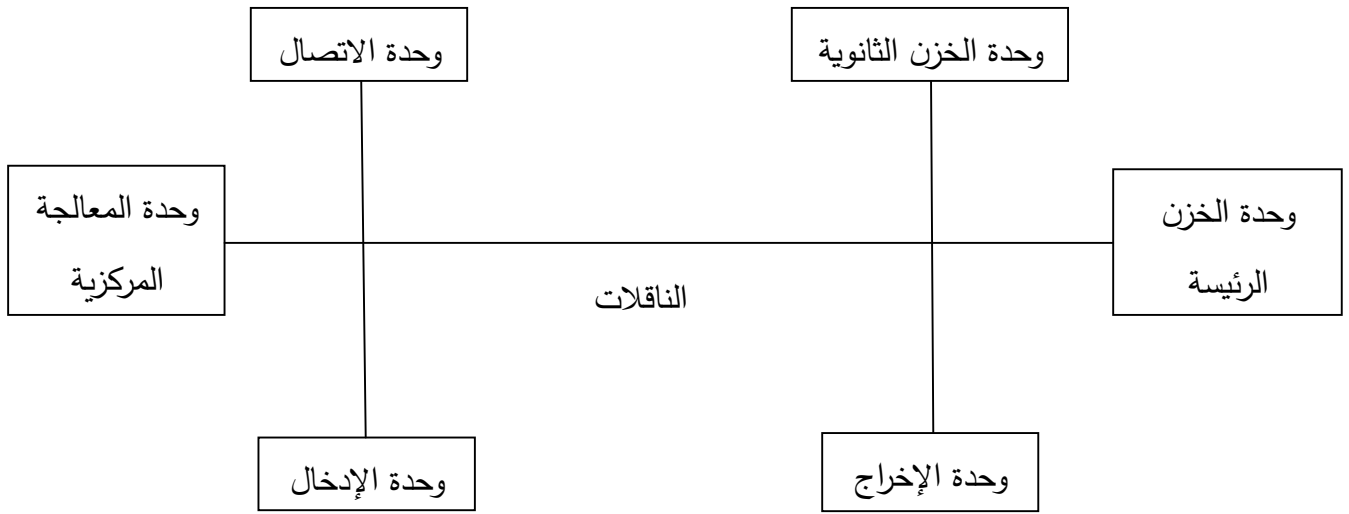 وحدة الخزن الثانوية
وحدة الاتصال
وحدة الخزن
الرئيسة
وحدة المعالجة
المركزية
الناقلات
وحدة الإخراج
وحدة الإدخال